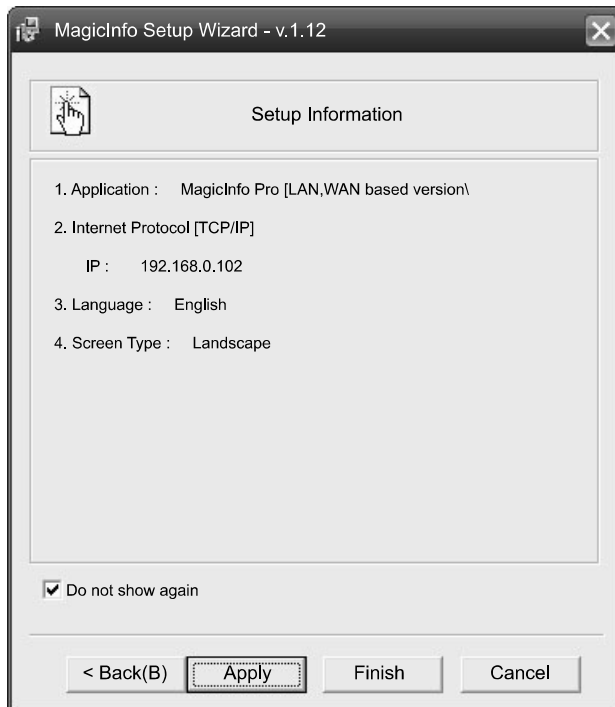 MagicInfo Setup Wizard - v.1.12
Setup Information
1. Application : MagicInfo Pro [LAN,WAN based version\
2. Internet Protocol [TCP/IP]
IP : 192.168.0.102
3. Language : English
4. Screen Type : Landscape
Do not show again
< Back(B) Apply Finish Cancel